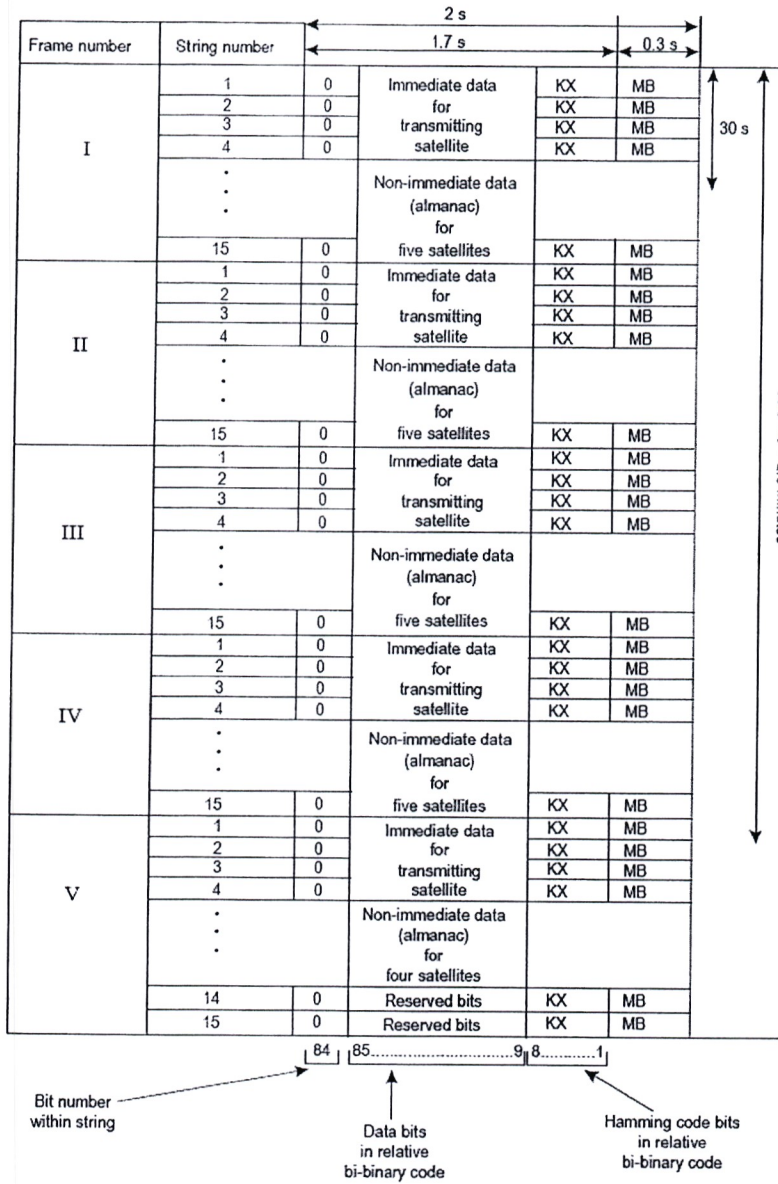 2 s
Frame number String number 1.7 s 0.3 s
I
1 0 Immediate data KX MB
2 0 for KX MB
3 0 transmitting KX MB
4 0 satellite KX MB
30 s
Non-immediate data
(almanac)
for
15 0 five satellites KX MB
II
1 0 Immediate data KX MB
2 0 for KX MB
3 0 transmitting KX MB
4 0 satellite KX MB
Non-immediate data
(almanac)
for
15 0 five satellites KX MB
III
1 0 Immediate data KX MB
2 0 for KX MB
3 0 transmitting KX MB
4 0 satellite KX MB
Non-immediate data
(almanac)
for
15 0 five satellites KX MB
IV
1 0 Immediate data KX MB
2 0 for KX MB
3 0 transmitting KX MB
4 0 satellite KX MB
Non-immediate data
(almanac)
for
15 0 five satellites KX MB
V
1 0 Immediate data KX MB
2 0 for KX MB
3 0 transmitting KX MB
4 0 satellite KX MB
Non-immediate data
(almanac)
for
four satellites
14 0 Reserved bits KX MB
15 0 Reserved bits KX MB
84 85..............................9 8............1
Bit number
within string
Data bits
in relative
bi-binary code
Hamming code bits
in relative
bi-binary code